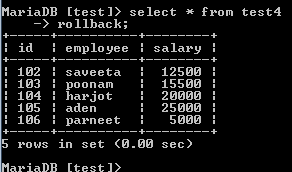 MariaDB [test]> select * from test4
    -> rollback;
+------+----------+--------+
| id   | employee | salary |
+------+----------+--------+
|  102 | saveeta  |  12500 |
|  103 | poonam   |  15500 |
|  104 | harjot   |  20000 |
|  105 | aden     |  25000 |
|  106 | parneet  |   5000 |
+------+----------+--------+
5 rows in set (0.00 sec)
MariaDB [test]>